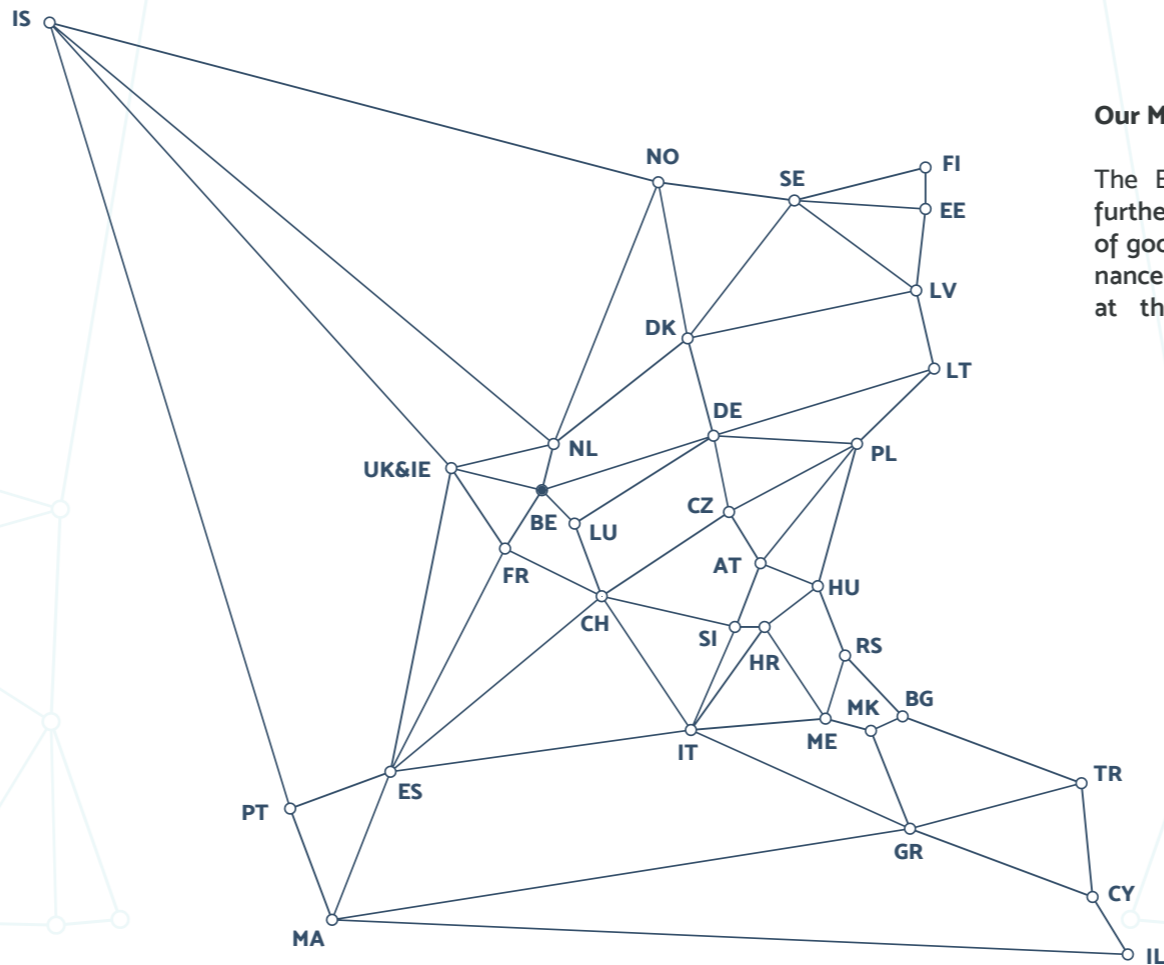 IS
Our M
NO
FI
SE
The E
EE
furthe
of goo
LV
nance
at th
DK
LT
DE
NL
PL
UK&IE
CZ
BE
LU
AT
FR
HU
CH
SI
RS
HR
BG
MK
ME
IT
TR
ES
PT
GR
CY
MA
IL